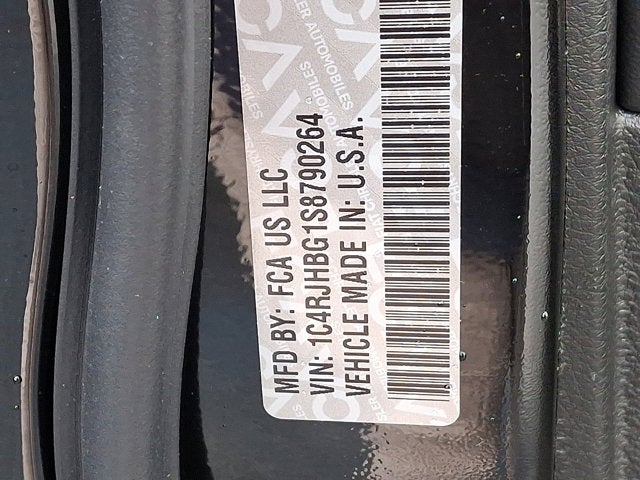 MFD BY: FCA US LLC
VIN: 1C4RJHBG1S8790264
VEHICLE MADE IN: U.S.A.